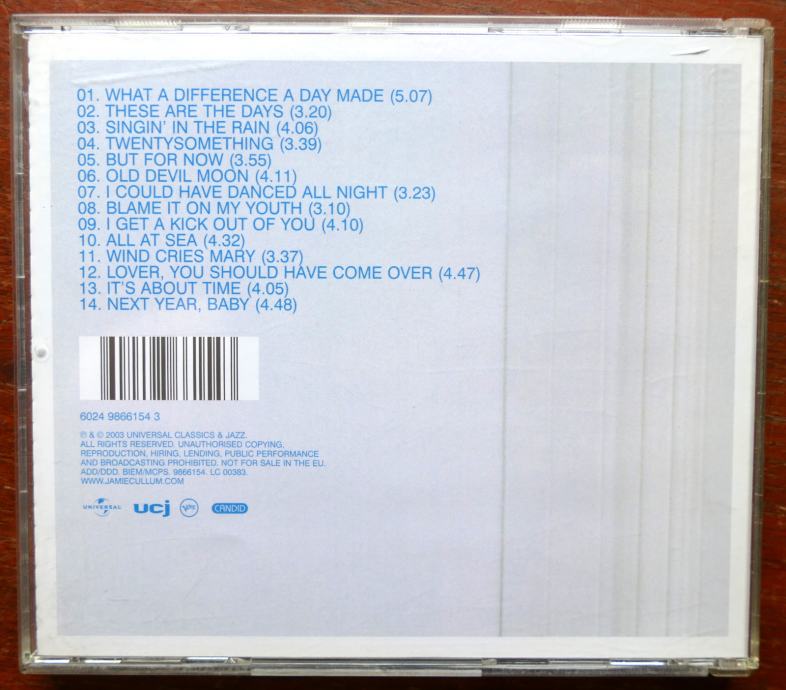 01. WHAT A DIFFERENCE A DAY MADE (5.07)
02. THESE ARE THE DAYS (3.20)
03. SINGIN' IN THE RAIN (4.06)
04. TWENTYSOMETHING (3.39)
05. BUT FOR NOW (3.55)
06. OLD DEVIL MOON (4.11)
07. I COULD HAVE DANCED ALL NIGHT (3.23)
08. BLAME IT ON MY YOUTH (3.10)
09. I GET A KICK OUT OF YOU (4.10)
10. ALL AT SEA (4.32)
11. WIND CRIES MARY (3.37)
12. LOVER, YOU SHOULD HAVE COME OVER (4.47)
13. IT'S ABOUT TIME (4.05)
14. NEXT YEAR, BABY (4.48)
6024 9866154 3
℗ & © 2003 UNIVERSAL CLASSICS & JAZZ.
ALL RIGHTS RESERVED. UNAUTHORISED COPYING,
REPRODUCTION, HIRING, LENDING, PUBLIC PERFORMANCE
AND BROADCASTING PROHIBITED. NOT FOR SALE IN THE EU.
ADD/DDD. BIEM/MCPS. 9866154. LC 00383.
WWW.JAMIECULLUM.COM
UNIVERSAL ucj Verve CANDID